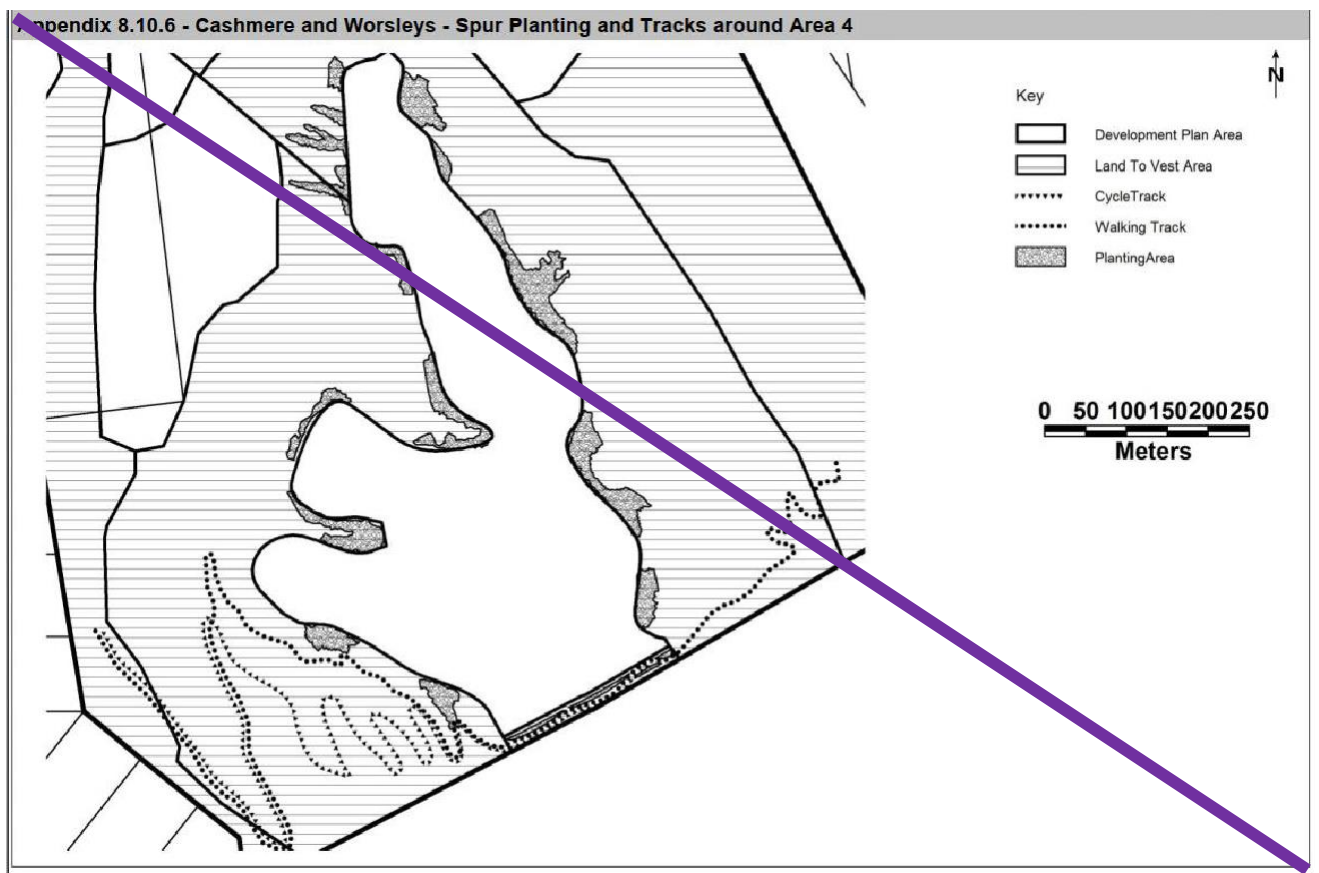 Appendix 8.10.6 - Cashmere and Worsleys - Spur Planting and Tracks around Area 4
N
Key
Development Plan Area
Land To Vest Area
CycleTrack
Walking Track
PlantingArea
0 50 100150200250
Meters